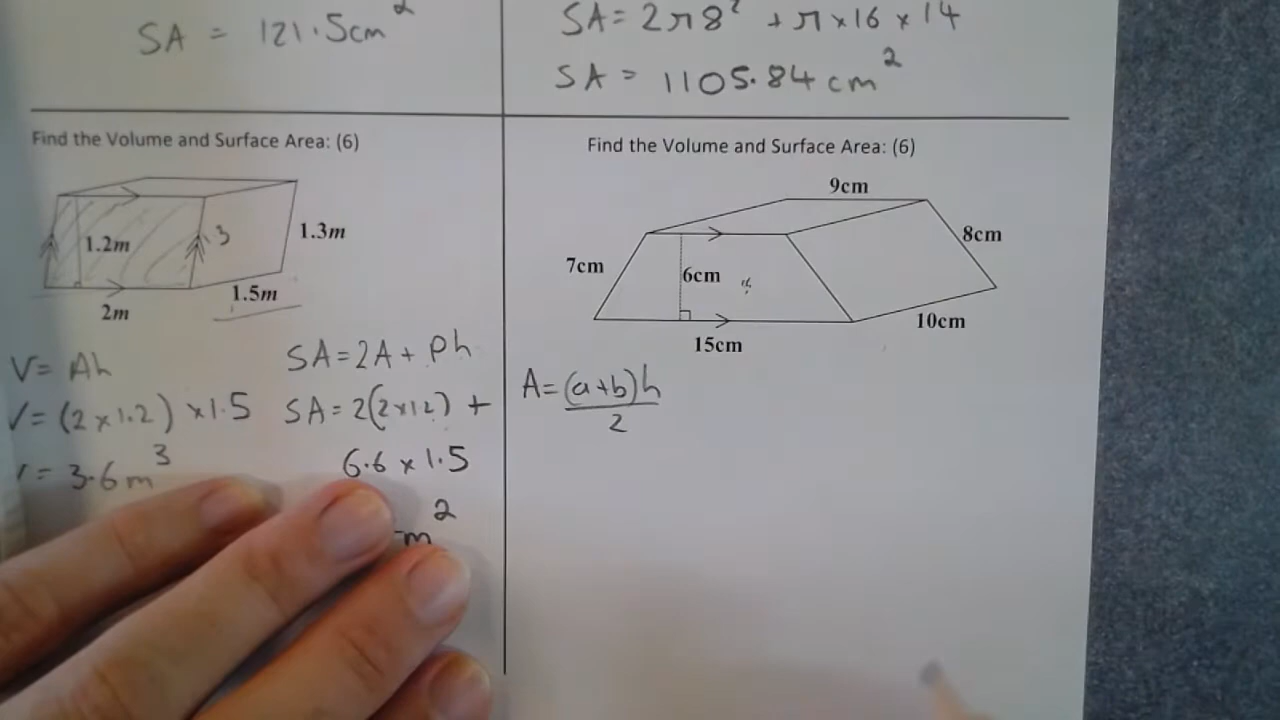 SA = 121.5cm²
SA = 2π8² + π×16×14
SA = 1105.84 cm²
Find the Volume and Surface Area: (6)
1.2m
3
1.3m
1.5m
2m
V = Ah
V = (2×1.2) ×1.5
= 3.6m³
SA = 2A + Ph
SA = 2(2×12) +
6.6 × 1.5
m²
Find the Volume and Surface Area: (6)
9cm
7cm
6cm
8cm
10cm
15cm
A = (a+b)h
2